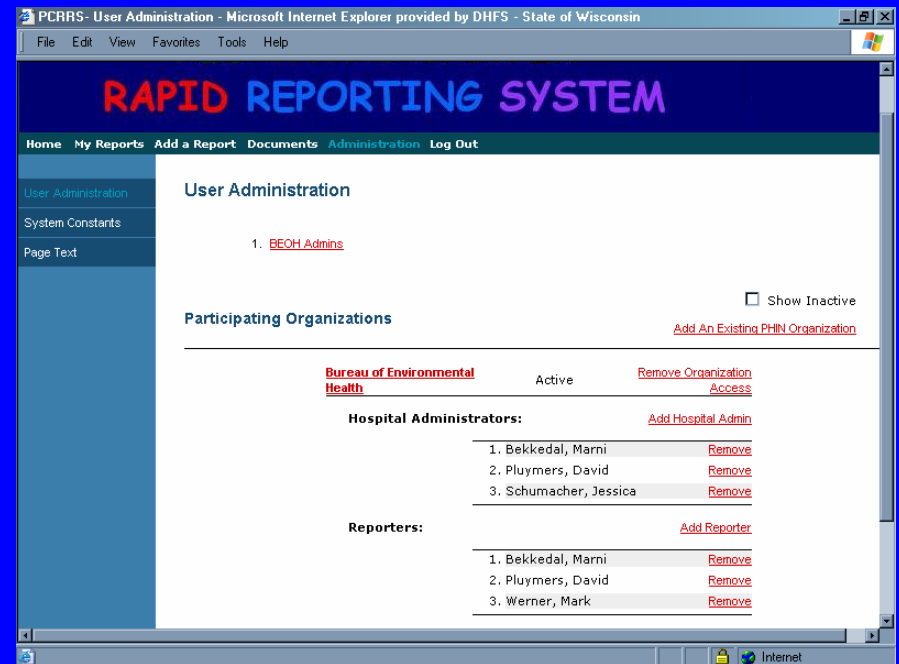 PCRRS- User Administration - Microsoft Internet Explorer provided by DHFS - State of Wisconsin
File Edit View Favorites Tools Help
RAPID REPORTING SYSTEM
Home My Reports Add a Report Documents Administration Log Out
User Administration
System Constants
Page Text
User Administration
1. BEOH Admins
Show Inactive
Participating Organizations
Add An Existing PHIN Organization
Bureau of Environmental Health
Active
Remove Organization Access
Hospital Administrators: Add Hospital Admin
1. Bekkedal, Marni Remove
2. Pluymers, David Remove
3. Schumacher, Jessica Remove
Reporters: Add Reporter
1. Bekkedal, Marni Remove
2. Pluymers, David Remove
3. Werner, Mark Remove
Internet